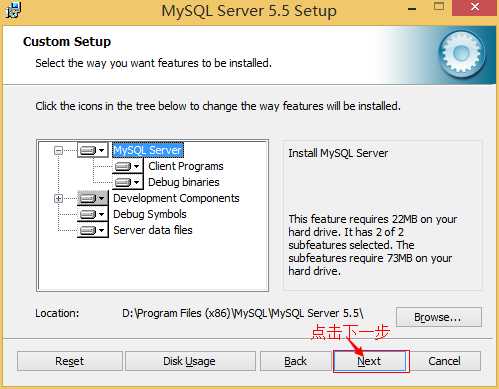 MySQL Server 5.5 Setup
Custom Setup
Select the way you want features to be installed.
Click the icons in the tree below to change the way features will be installed.
MySQL Server
Client Programs
Debug binaries
Development Components
Debug Symbols
Server data files
Install MySQL Server
This feature requires 22MB on your
hard drive. It has 2 of 2
subfeatures selected. The
subfeatures require 73MB on your
hard drive.
Location: D:\Program Files (x86)\MySQL\MySQL Server 5.5\
Browse...
点击下一步
Reset Disk Usage Back Next Cancel